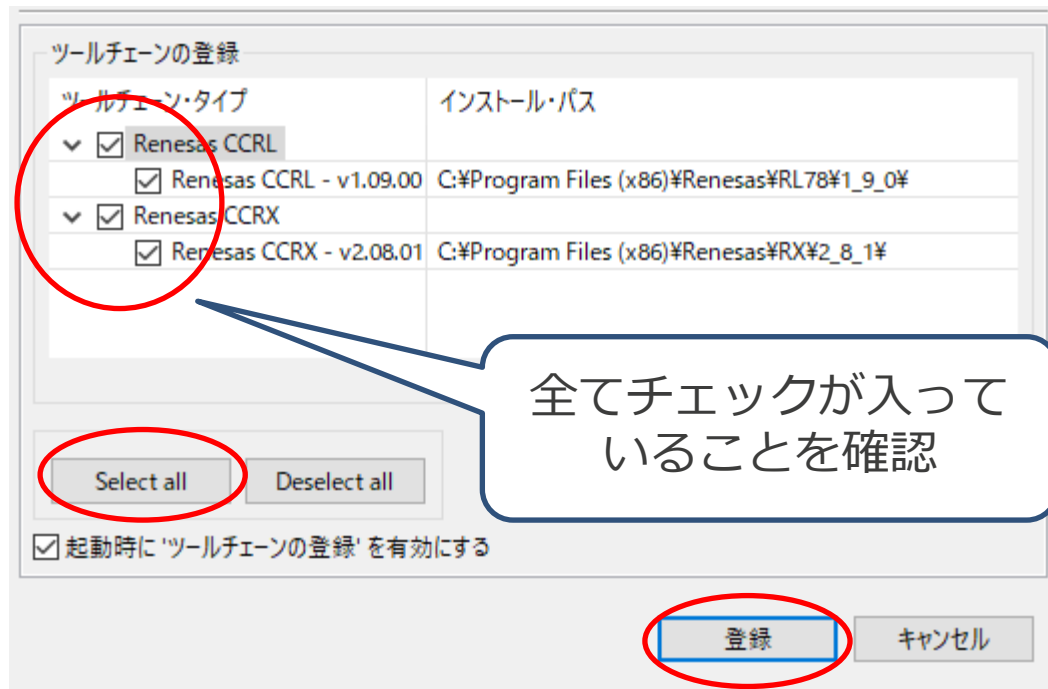 ツールチェーンの登録
ツールチェーン・タイプ インストール・パス
Renesas CCRL
Renesas CCRL - v1.09.00 C:¥Program Files (x86)¥Renesas¥RL78¥1_9_0¥
Renesas CCRX
Renesas CCRX - v2.08.01 C:¥Program Files (x86)¥Renesas¥RX¥2_8_1¥
全てチェックが入って
いることを確認
Select all Deselect all
起動時に 'ツールチェーンの登録' を有効にする
登録 キャンセル